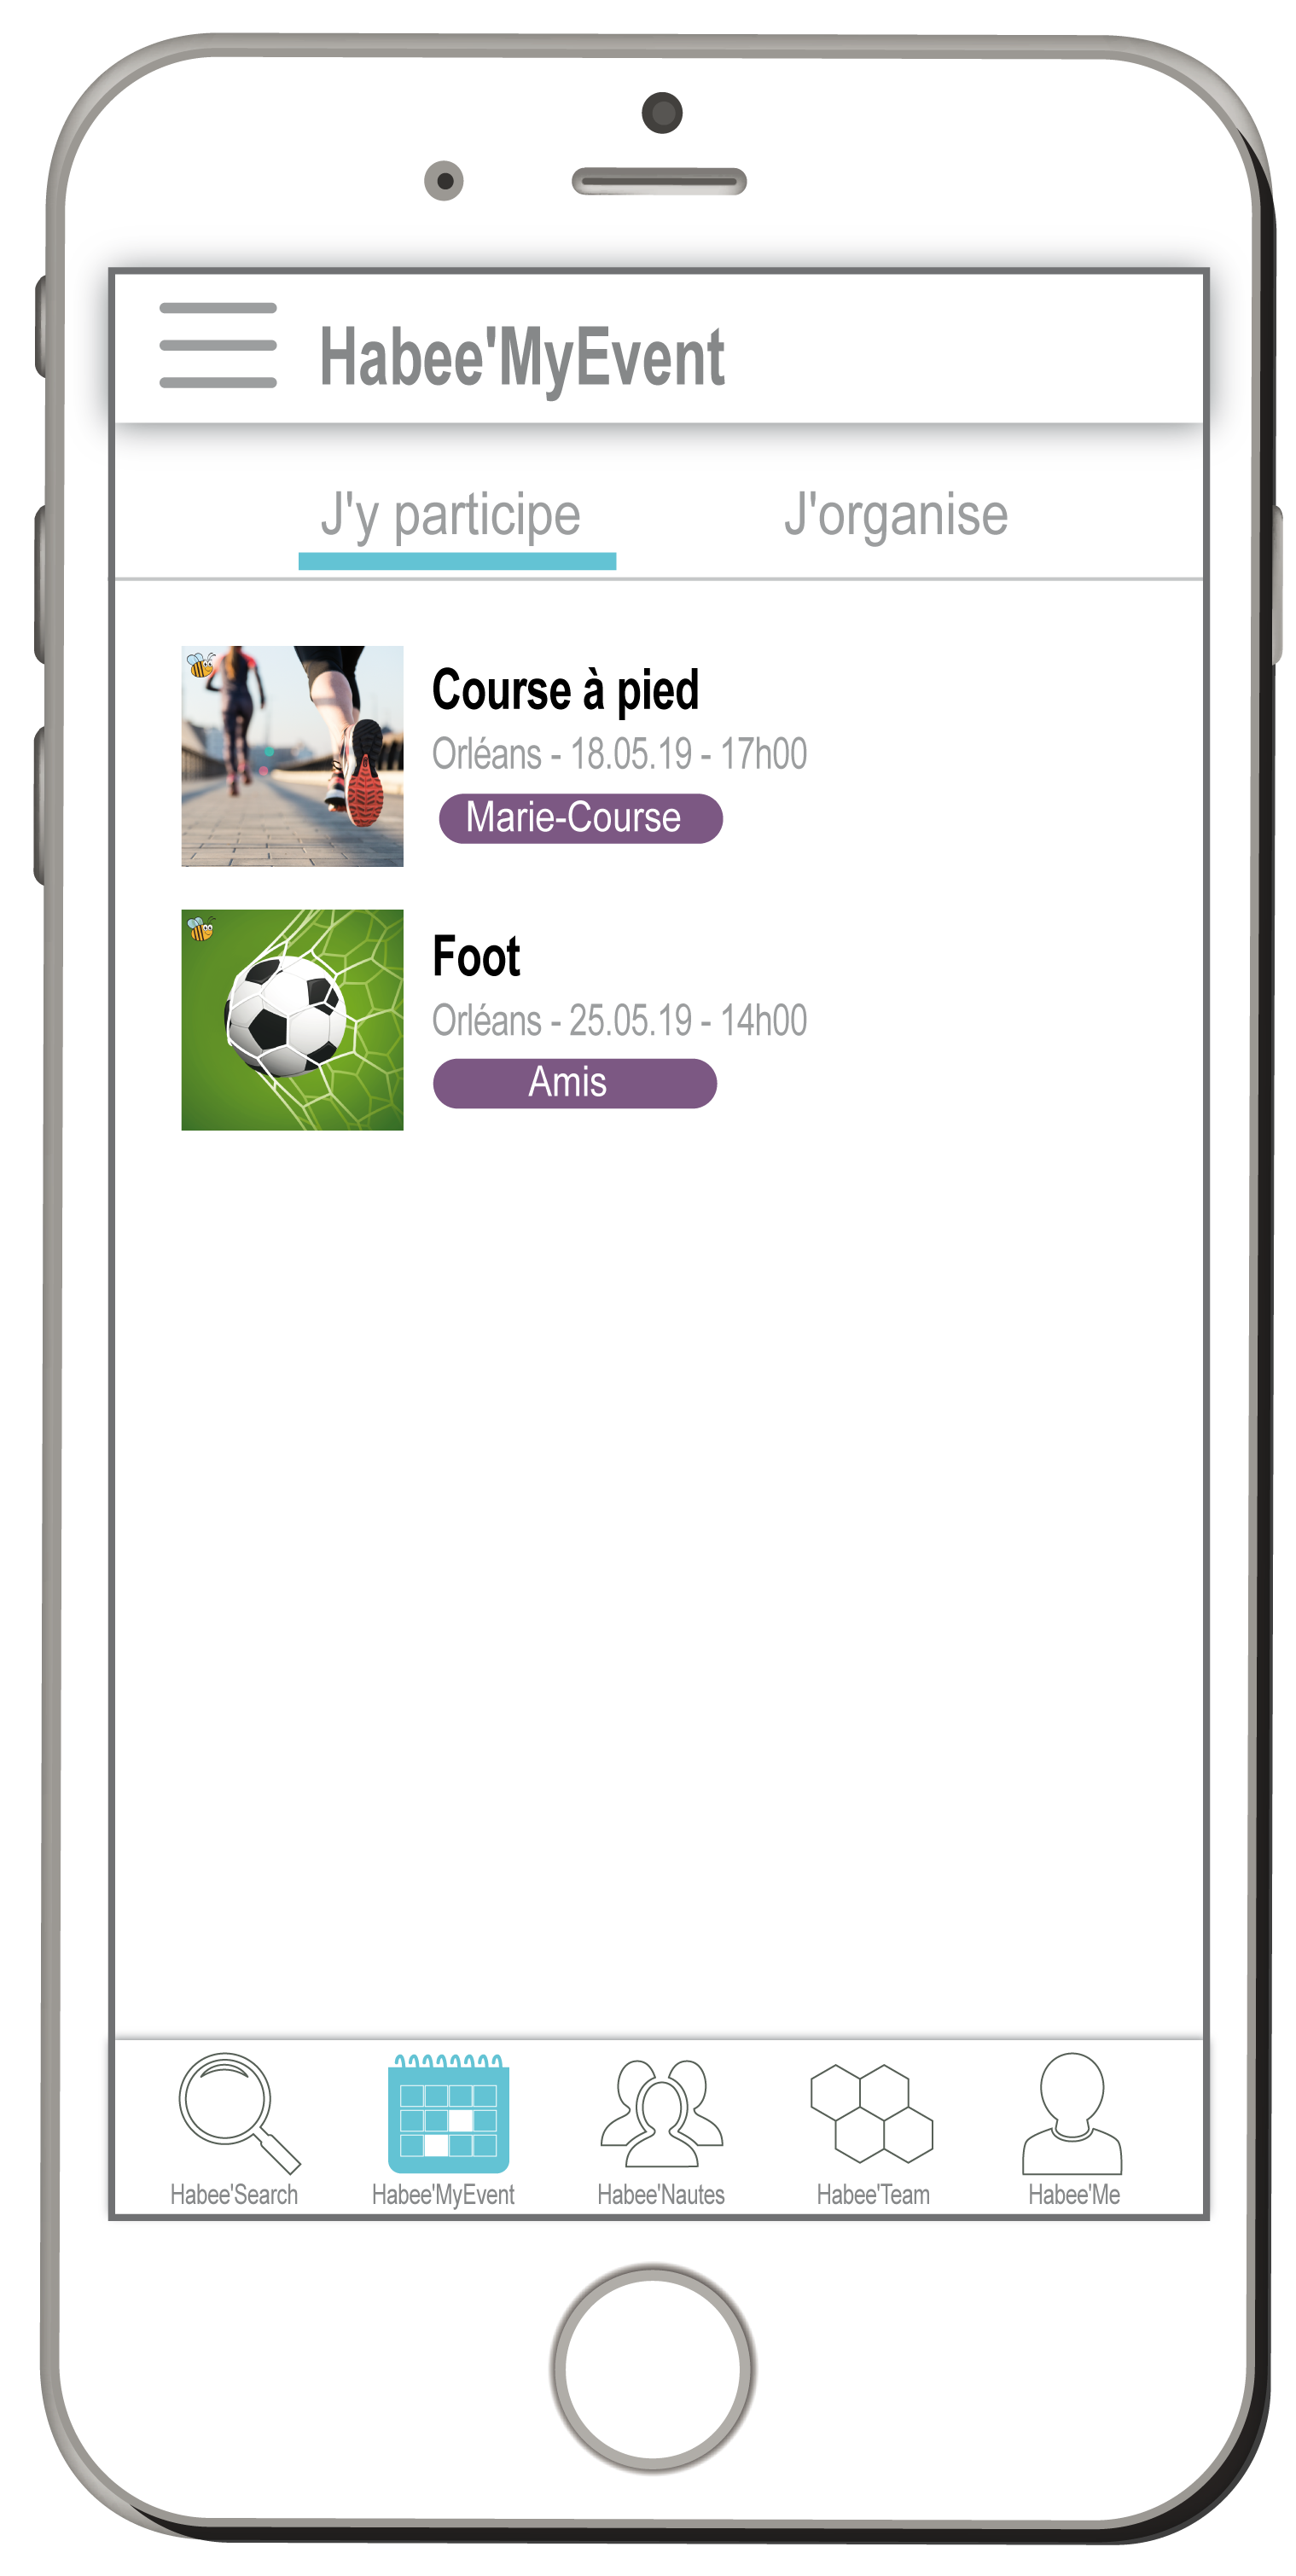 Habee'MyEvent
J'y participe
J'organise
Course à pied
Orléans - 18.05.19 - 17h00
Marie-Course
Foot
Orléans - 25.05.19 - 14h00
Amis
Habee'Search
Habee'MyEvent
Habee'Nautes
Habee'Team
Habee'Me